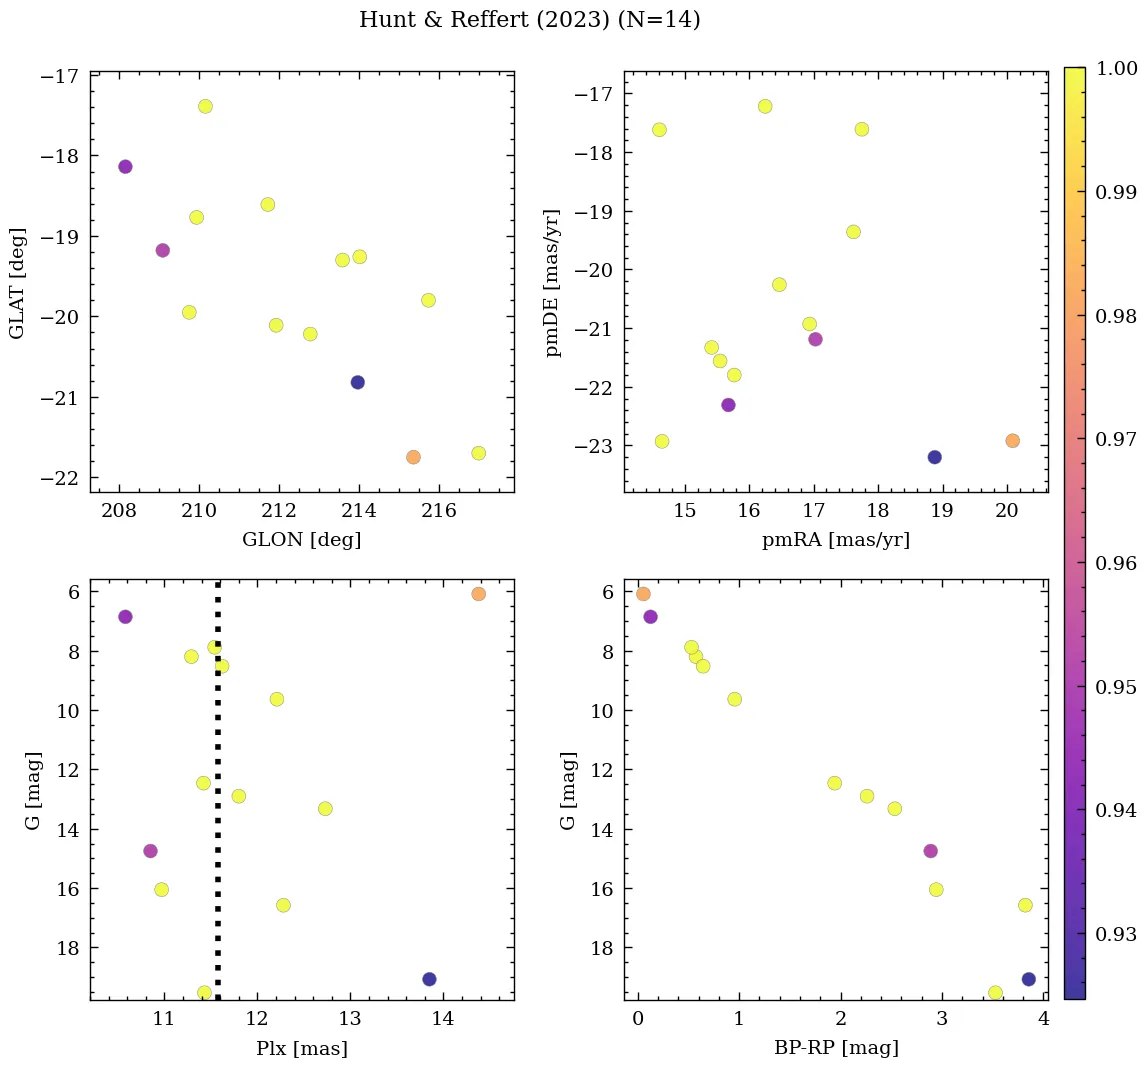 Hunt & Reffert (2023) (N=14)
−17
−18
−19
−20
−21
−22
GLAT [deg]
208 210 212 214 216
GLON [deg]
−17
−18
−19
−20
−21
−22
−23
pmDE [mas/yr]
15 16 17 18 19 20
pmRA [mas/yr]
6
8
10
12
14
16
18
G [mag]
11 12 13 14
Plx [mas]
6
8
10
12
14
16
18
G [mag]
0 1 2 3 4
BP-RP [mag]
1.00
0.99
0.98
0.97
0.96
0.95
0.94
0.93